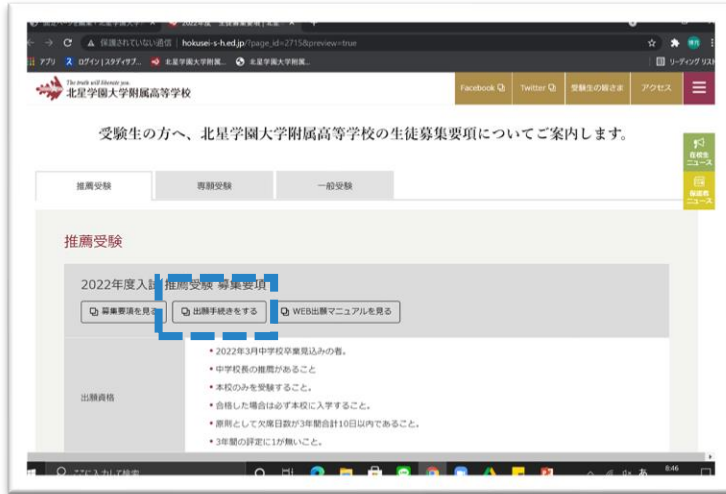 2022年度 生徒募集要項 | 北星
保護されていない通信 | hokusei-s-h.ed.jp/?page_id=2715&preview=true
アプリ ログイン | スタディサプ... 北星学園大学附属... 北星学園大学附属... リーディング リスト
The truth will liberate you.
北星学園大学附属高等学校
Facebook Twitter 受験生の皆さま アクセス
受験生の方へ、北星学園大学附属高等学校の生徒募集要項についてご案内します。
在校生
ニュース
保護者
ニュース
推薦受験 専願受験 一般受験
推薦受験
2022年度入試 推薦受験 募集要項
募集要項を見る 出願手続きをする WEB出願マニュアルを見る
出願資格
• 2022年3月中学校卒業見込みの者。
• 中学校長の推薦があること
• 本校のみを受験すること。
• 合格した場合は必ず本校に入学すること。
• 原則として欠席日数が3年間合計10日以内であること。
• 3年間の評定に1が無いこと。
ここに入力して検索
あ 8:46